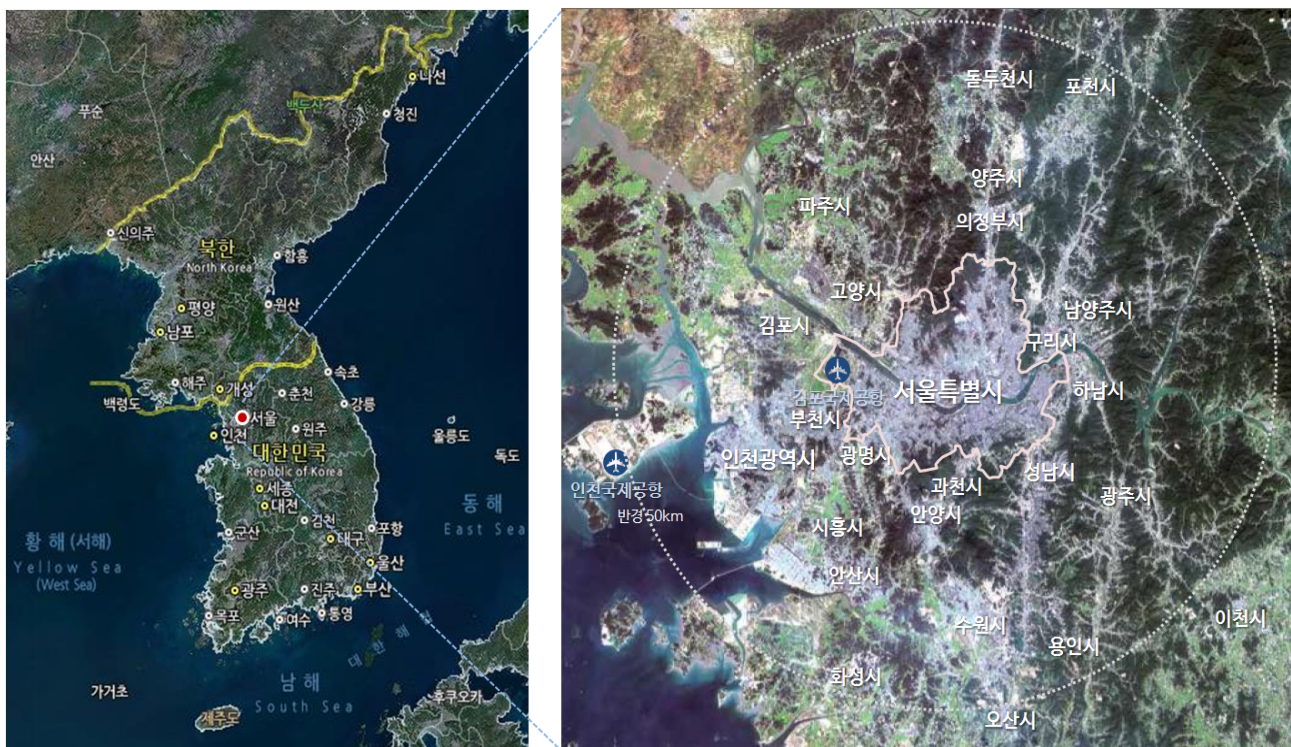 나선
백두산
청진
푸순
안산
신의주
북한
North Korea
함흥
평양
원산
남포
해주
개성
속초
춘천
백령도
강릉
서울
인천
원주
울릉도
독도
대한민국
Republic of Korea
세종
대전
김천
군산
대구
포항
동해
East Sea
황해(서해)
Yellow Sea
(West Sea)
울산
광주
진주
부산
목포
여수
통영
대한해협
가거초
남해
South Sea
제주도
후쿠오카
동두천시
포천시
양주시
파주시
의정부시
고양시
김포시
남양주시
구리시
서울특별시
하남시
김포국제공항
부천시
인천광역시
광명시
성남시
인천국제공항
과천시
광주시
반경50km
시흥시
안양시
안산시
수원시
이천시
용인시
화성시
오산시